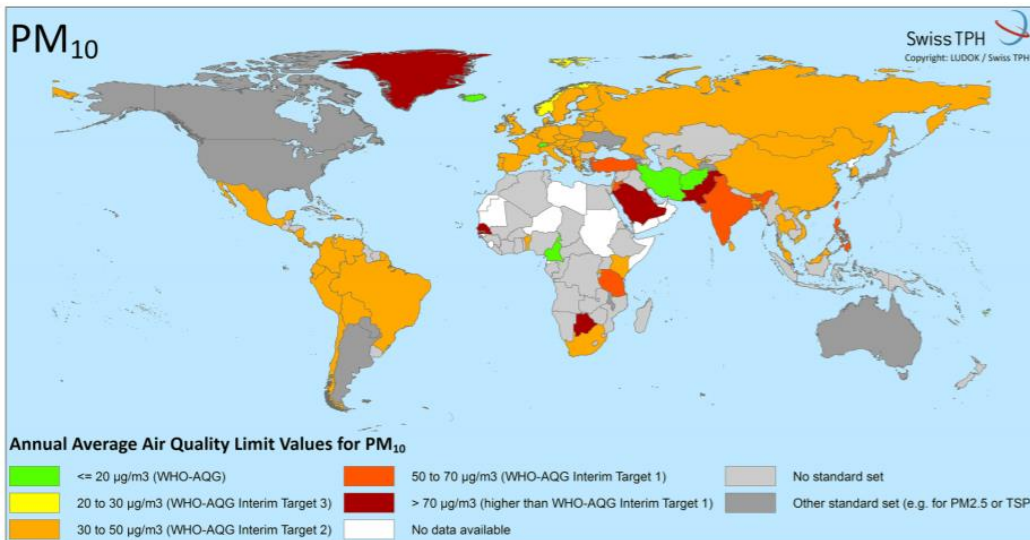 PM10
Swiss TPH
Copyright: LUDOK / Swiss TPH
Annual Average Air Quality Limit Values for PM10
<= 20 µg/m3 (WHO-AQG)
20 to 30 µg/m3 (WHO-AQG Interim Target 3)
30 to 50 µg/m3 (WHO-AQG Interim Target 2)
50 to 70 µg/m3 (WHO-AQG Interim Target 1)
> 70 µg/m3 (higher than WHO-AQG Interim Target 1)
No data available
No standard set
Other standard set (e.g. for PM2.5 or TSP